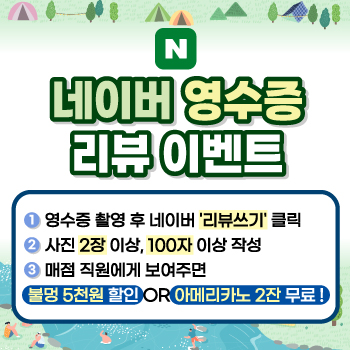 N
네이버 영수증
리뷰 이벤트
1 영수증 촬영 후 네이버 '리뷰쓰기' 클릭
2 사진 2장 이상, 100자 이상 작성
3 매점 직원에게 보여주면
불멍 5천원 할인 OR 아메리카노 2잔 무료!